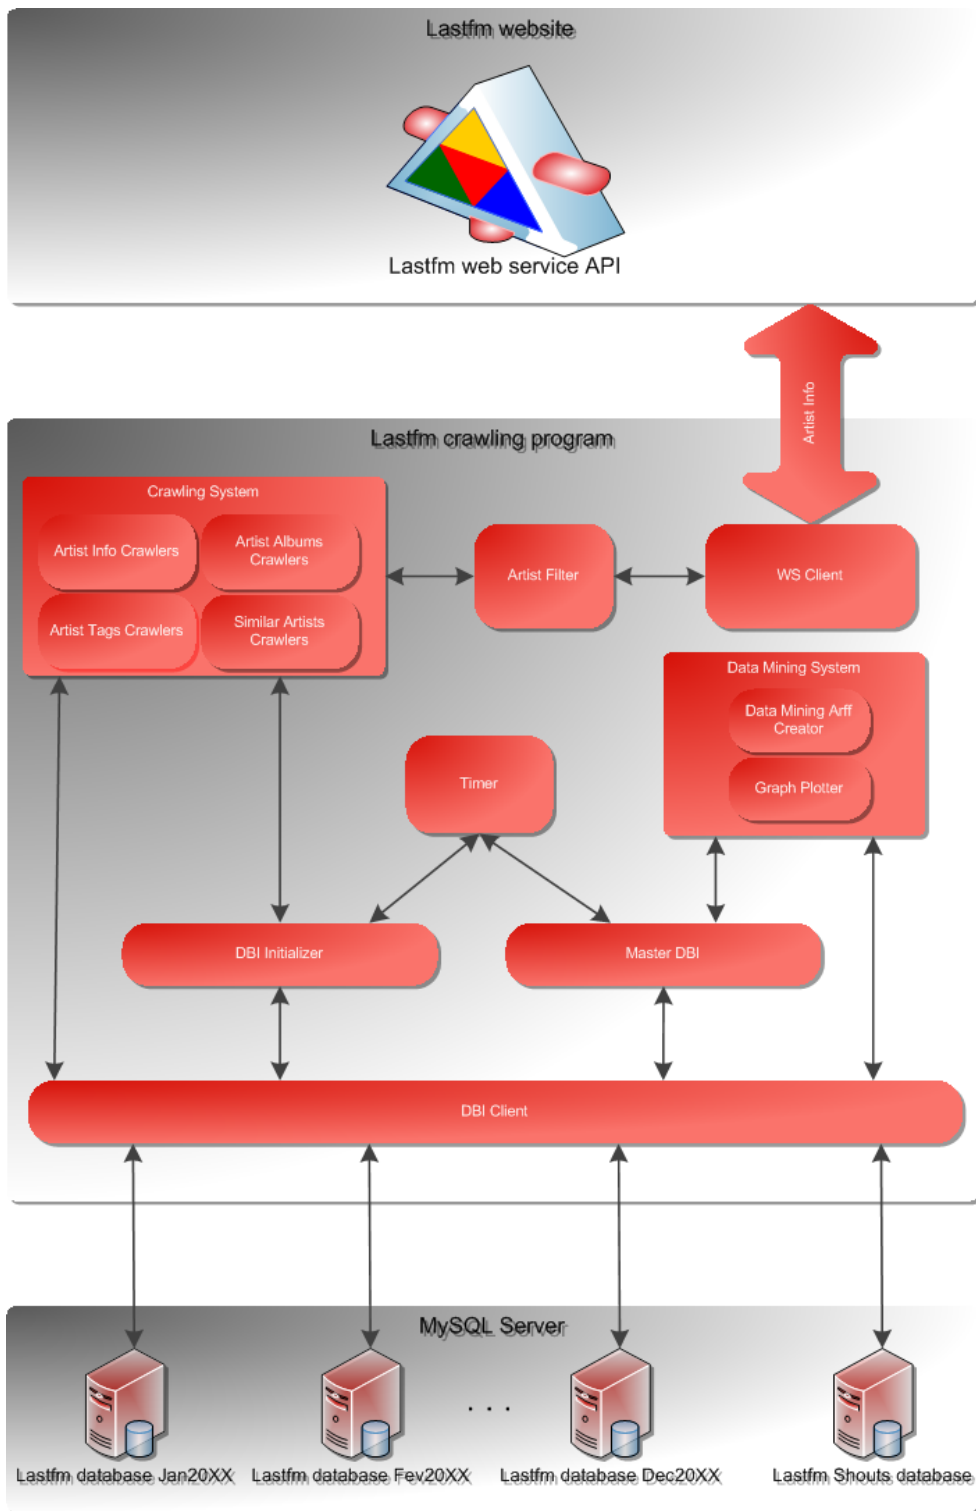 Lastfm website
Lastfm web service API
Artist Info
Lastfm crawling program
Crawling System
Artist Info Crawlers
Artist Albums
Crawlers
Artist Tags Crawlers
Similar Artists
Crawlers
Artist Filter
WS Client
Data Mining System
Data Mining Arff
Creator
Graph Plotter
Timer
DBI Initializer
Master DBI
DBI Client
MySQL Server
. . .
Lastfm database Jan20XX
Lastfm database Fev20XX
Lastfm database Dec20XX
Lastfm Shouts database